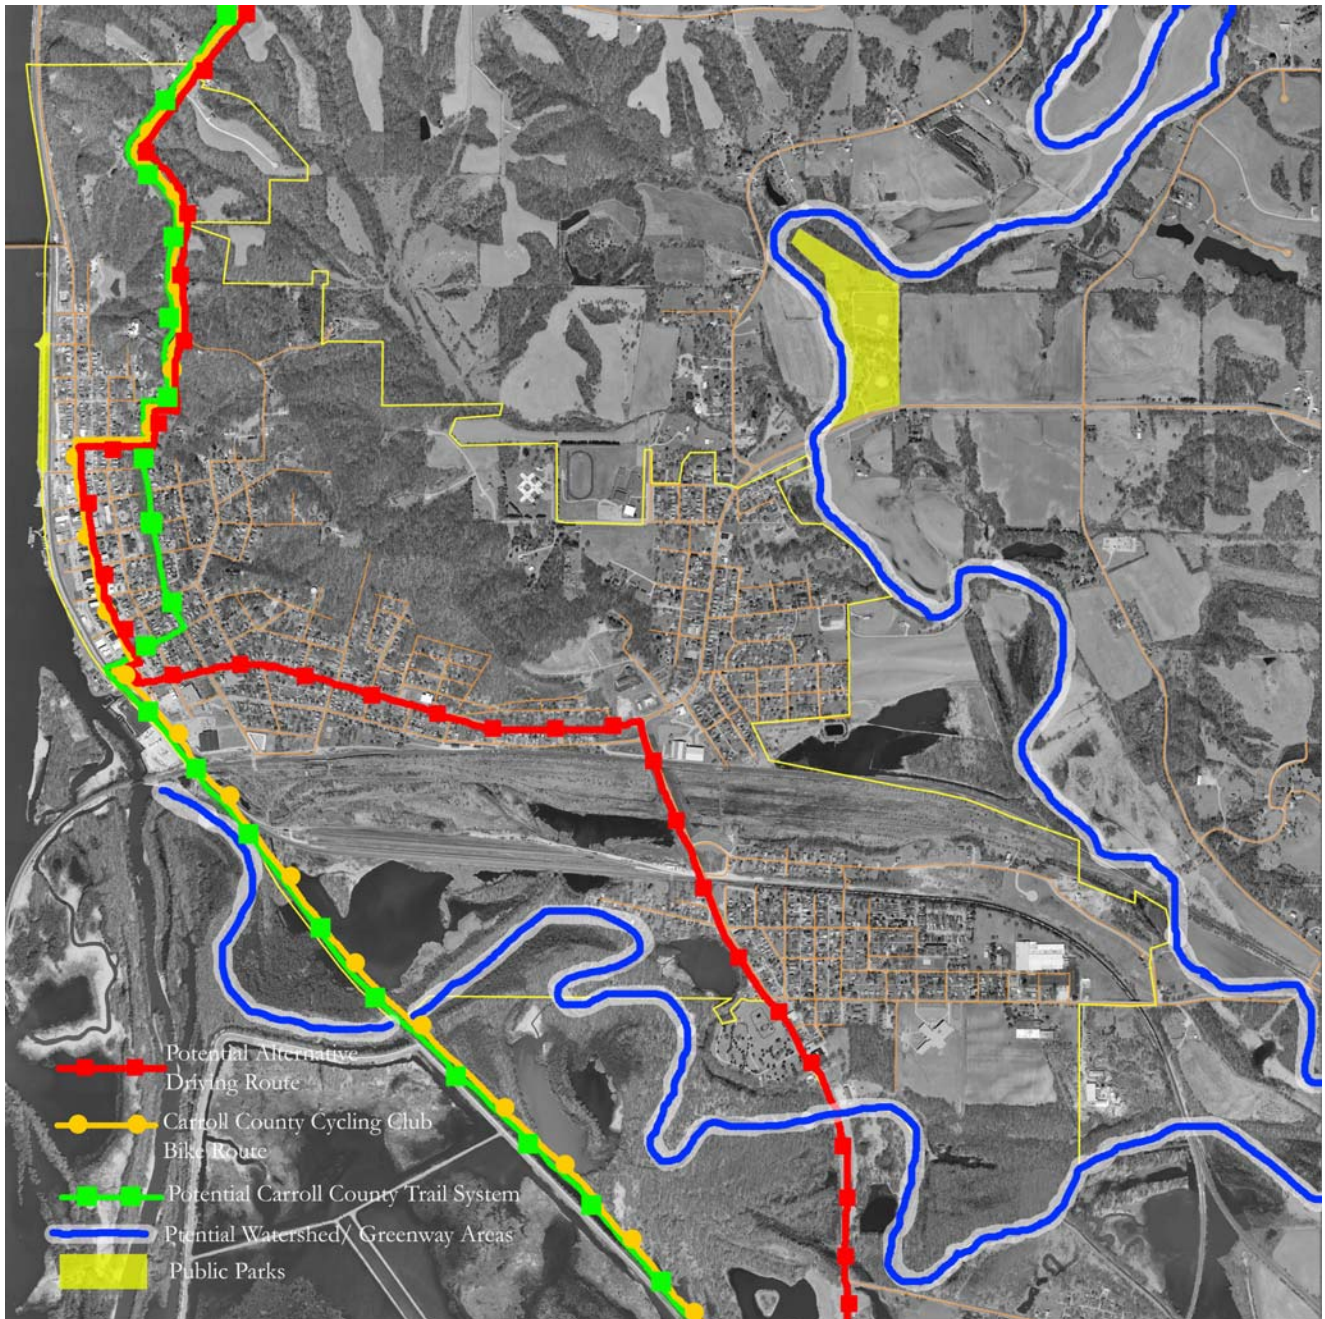 Potential Alternative
Driving Route
Carroll County Cycling Club
Bike Route
Potential Carroll County Trail System
Ptential Watershed/ Greenway Areas
Public Parks